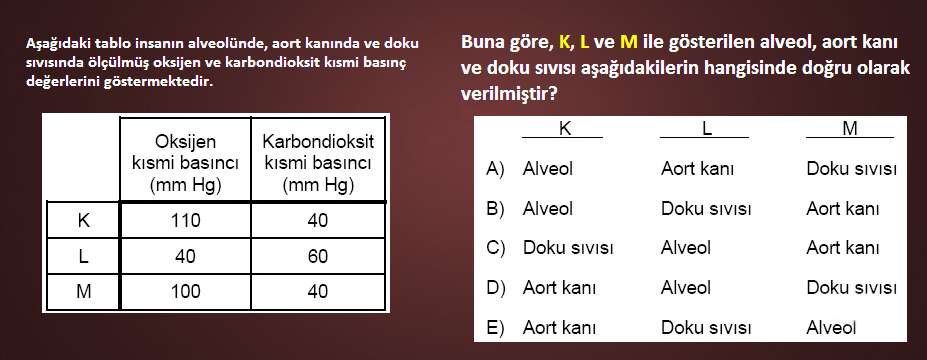 Aşağıdaki tablo insanın alveolünde, aort kanında ve doku
sıvısında ölçülmüş oksijen ve karbondioksit kısmi basınç
değerlerini göstermektedir.
Oksijen kısmi basıncı (mm Hg) Karbondioksit kısmi basıncı (mm Hg)
K 110 40
L 40 60
M 100 40
Buna göre, K, L ve M ile gösterilen alveol, aort kanı
ve doku sıvısı aşağıdakilerin hangisinde doğru olarak
verilmiştir?
K L M
A) Alveol Aort kanı Doku sıvısı
B) Alveol Doku sıvısı Aort kanı
C) Doku sıvısı Alveol Aort kanı
D) Aort kanı Alveol Doku sıvısı
E) Aort kanı Doku sıvısı Alveol